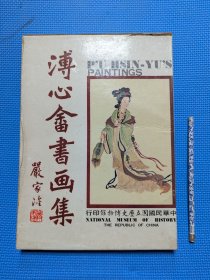 溥心畬書画集
嚴家淦
P'U HSIN-YU'S
PAINTINGS
行印館物博史歷立國國民華中
NATIONAL MUSEUM OF HISTORY
THE REPUBLIC OF CHINA